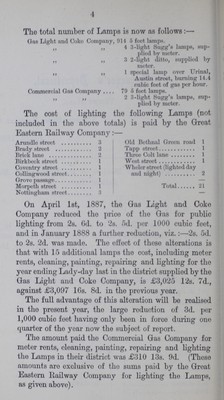 4
The total number of Lamps is now as follows:—
Gas Light and Coke Company, 914 5 foot lamps.
„ „ 4 3-light Sugg's lamps, supplied by meter.
„ „ 3 2-light ditto, supplied by meter.
„ „ 1 special lamp over Urinal, Austin street, burning 14.4 cubic feet of gas per hour.
Commercial Gas Company .... 79 5 foot lamps.
„ „ 2 3-light Sugg's lamps, supplied by meter.
The cost of lighting the following Lamps (not
included in the above totals) is paid by the Great
Eastern Railway Company:—
Arundle street 3
Brady street 2
Brick lane 2
Birkbeck street 1
Coventry street 1
Collingwood street 1
Grove passage 1
Morpeth street 1
Nottingham street 2
Old Bethnal Green road 1
Tapp street 1
Three Colt lane 1
West street 1
Wheler street (lighted day and night) 3
Total 21
On April 1st, 1887, the Gas Light and Coke
Company reduced the price of the Gas for public
lighting from 2s. 6d. to 2s. 5d. per 1000 cubic feet,
and in January 1888 a further reduction, viz.:—2s. 5d.
to 2s. 2d. was made. The effect of these alterations is
that with 15 additional lamps the cost, including meter
rents, cleaning, painting, repairing and lighting for the
year ending Lady-day last in the district supplied by the
Gas Light and Coke Company, is £3,025 12s. 7d.,
against £3,097 16s. 8d. in the previous year.
The full advantage of this alteration will be realised
in the present year, the large reduction of 3d. per
1,000 cubic feet having only been in force during one
quarter of the year now the subject of report.
The amount paid the Commercial Gas Company for
meter rents, cleaning, painting, repairing and lighting
the Lamps in their district was £310 13s. 9d. (These
amounts are exclusive of the sums paid by the Great
Eastern Railway Company for lighting the Lamps,
as given above).